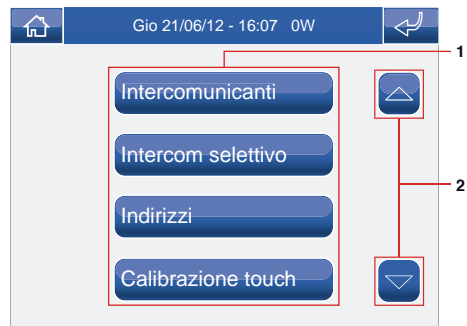 Gio 21/06/12 - 16:07 0W
1
Intercomunicanti
Intercom selettivo
2
Indirizzi
Calibrazione touch